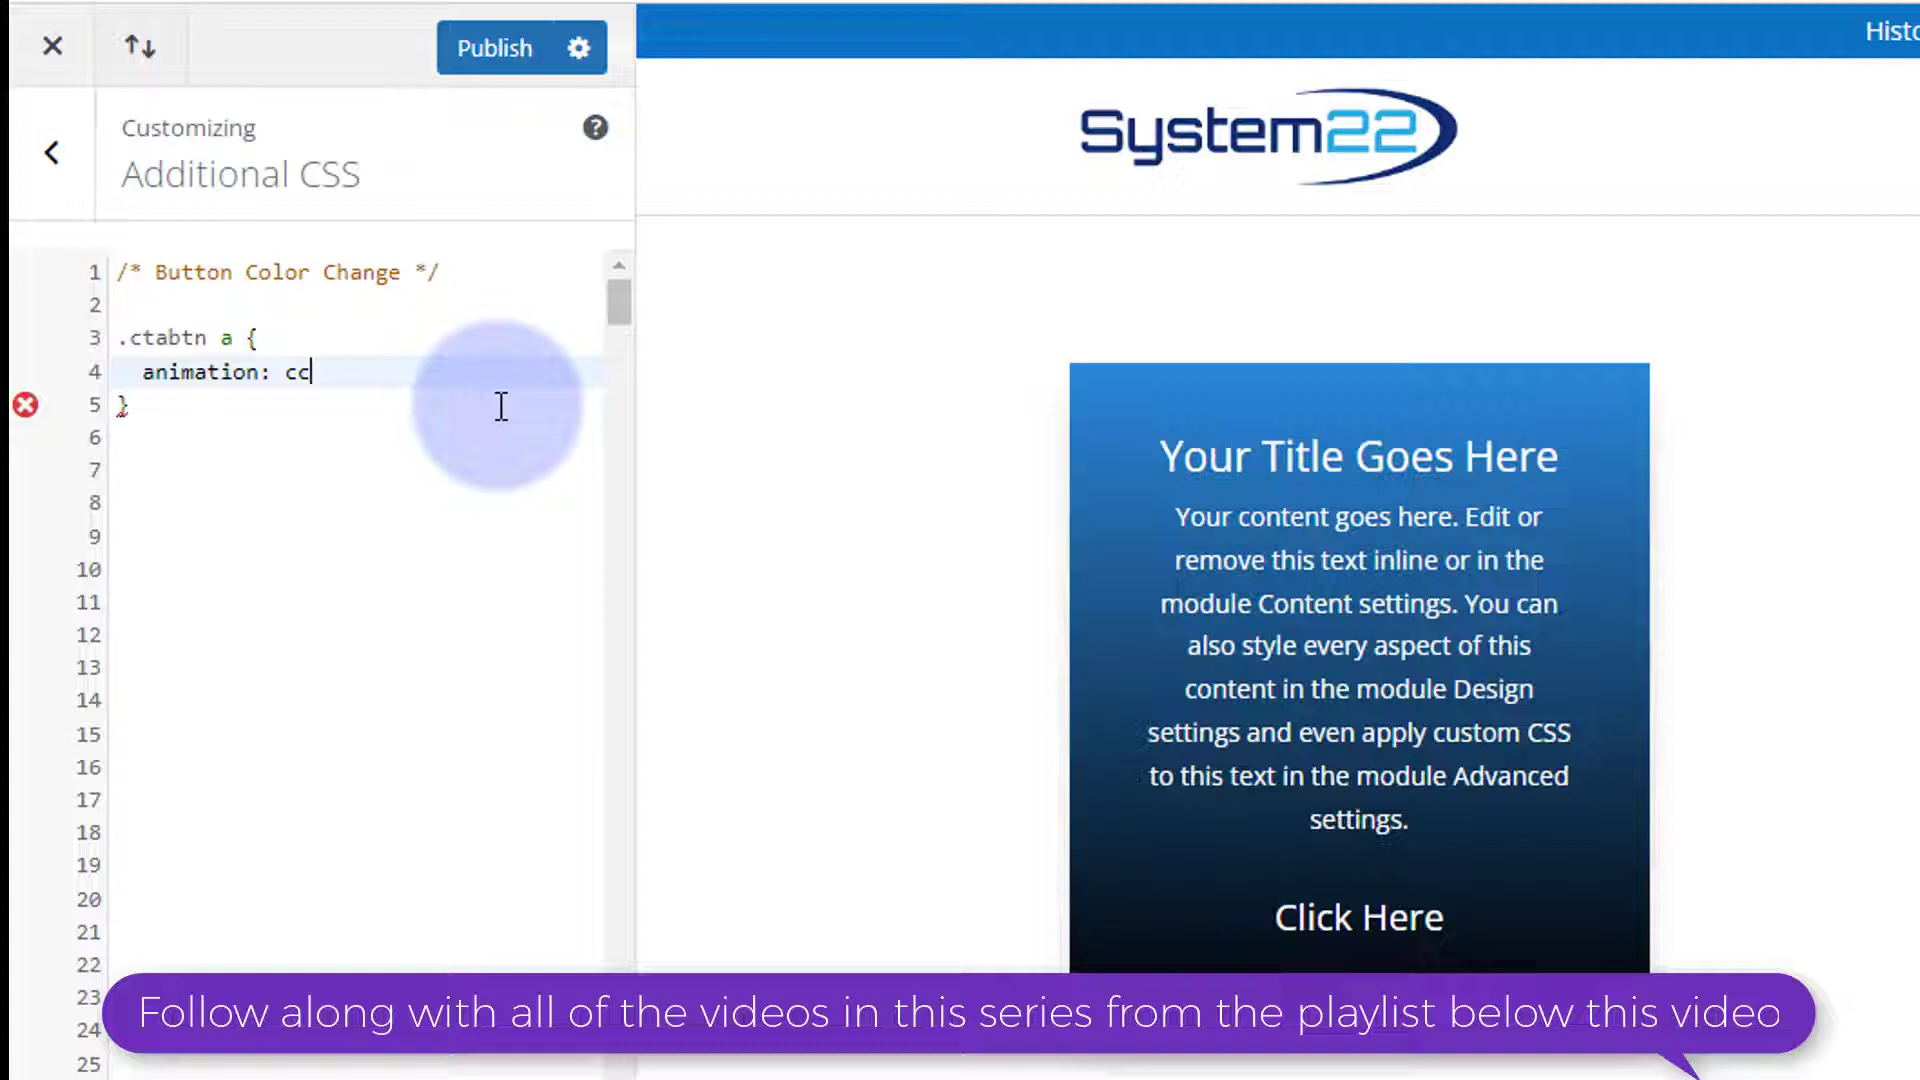 Publish
Customizing
Additional CSS
1 /* Button Color Change */
2
3 .ctabtn a {
4 animation: cc
5 }
6
7
8
9
10
11
12
13
14
15
16
17
18
19
20
21
22
23
24
25
System22
Your Title Goes Here
Your content goes here. Edit or
remove this text inline or in the
module Content settings. You can
also style every aspect of this
content in the module Design
settings and even apply custom CSS
to this text in the module Advanced
settings.
Click Here
Follow along with all of the videos in this series from the playlist below this video